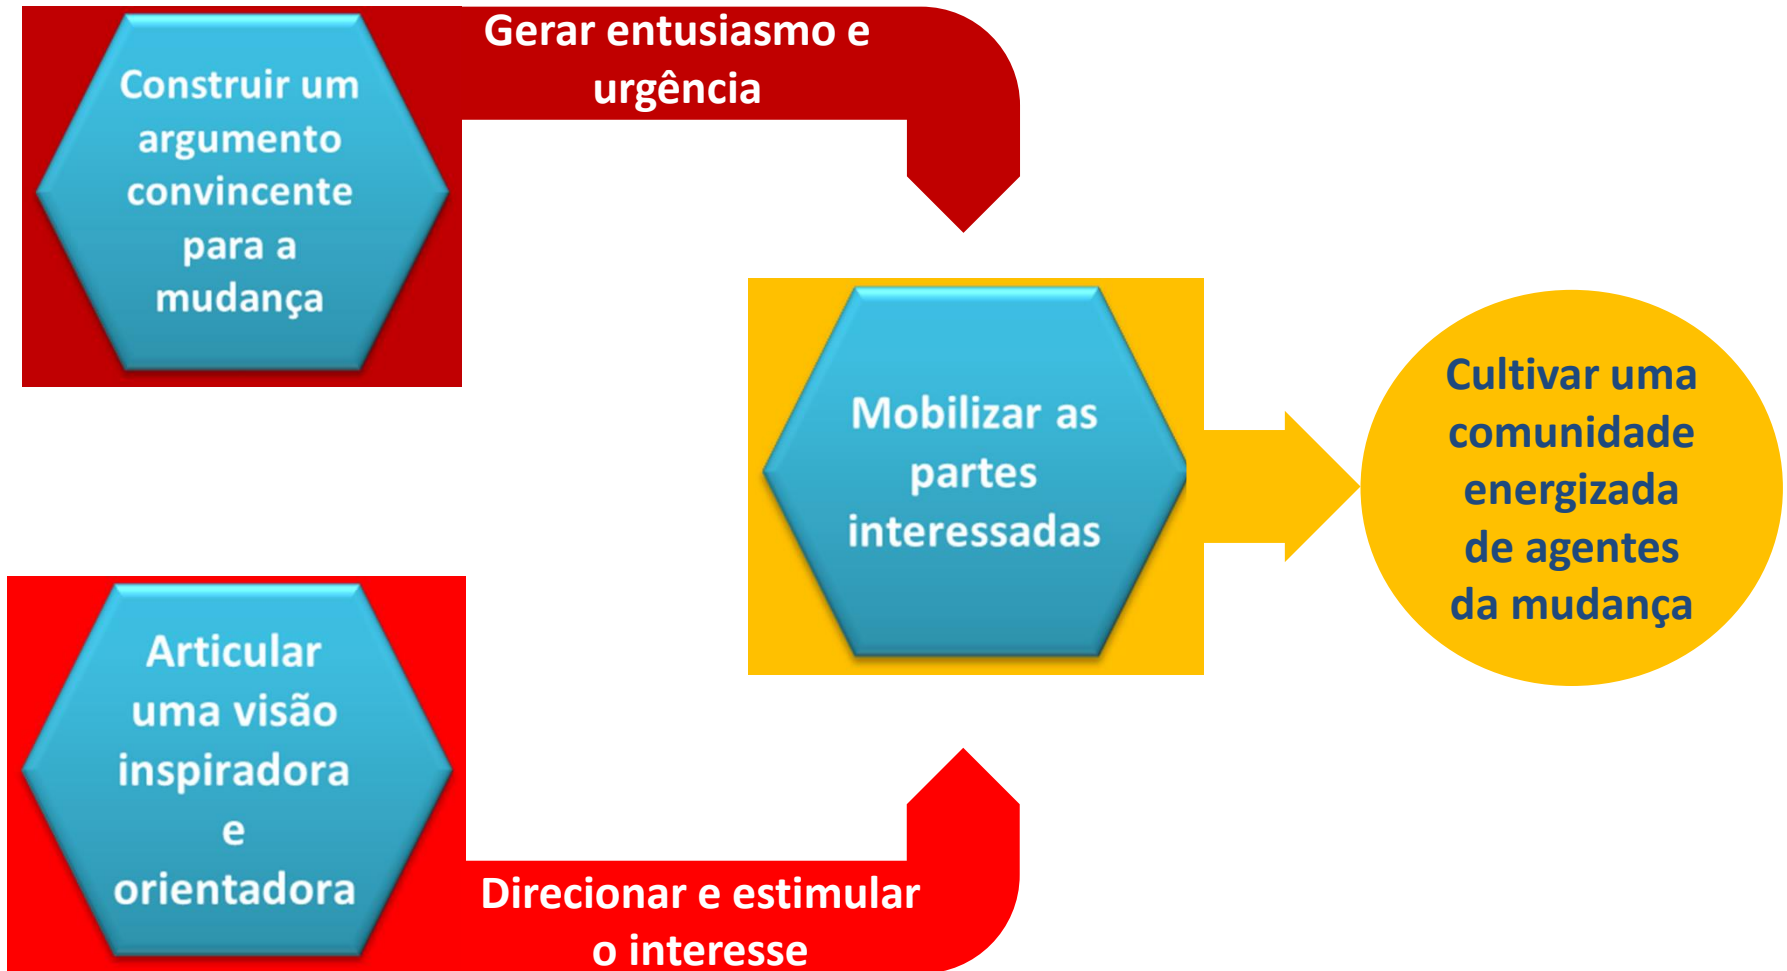 Construir um
argumento
convincente
para a
mudança
Gerar entusiasmo e
urgência
Mobilizar as
partes
interessadas
Cultivar uma
comunidade
energizada
de agentes
da mudança
Articular
uma visão
inspiradora
e
orientadora
Direcionar e estimular
o interesse